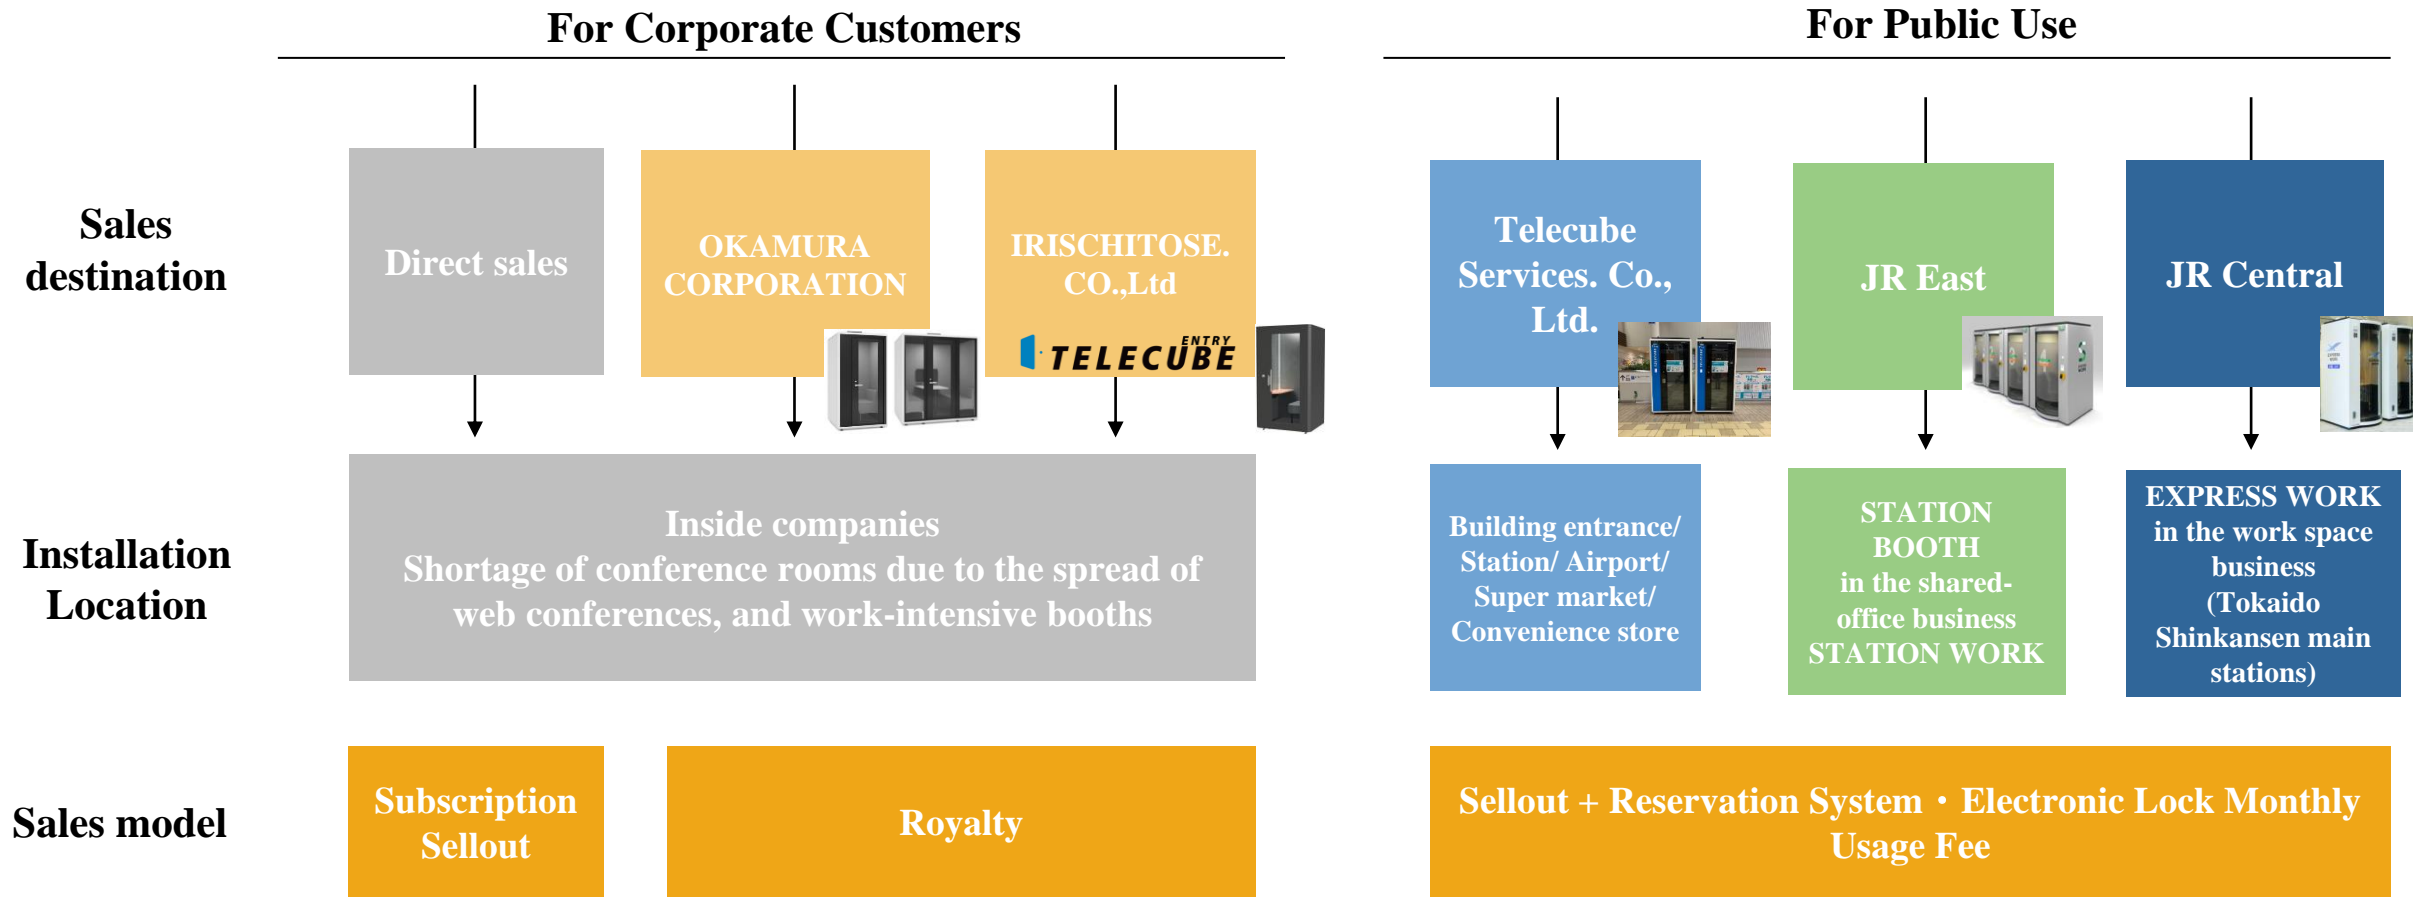 For Corporate Customers
For Public Use
Sales
destination
Direct sales
OKAMURA
CORPORATION
IRISCHITOSE.
CO.,Ltd
ENTRY
TELECUBE
Telecube
Services. Co.,
Ltd.
JR East
JR Central
Installation
Location
Inside companies
Shortage of conference rooms due to the spread of
web conferences, and work-intensive booths
Building entrance/
Station/ Airport/
Super market/
Convenience store
STATION
BOOTH
in the shared-
office business
STATION WORK
EXPRESS WORK
in the work space
business
(Tokaido
Shinkansen main
stations)
Sales model
Subscription
Sellout
Royalty
Sellout + Reservation System・Electronic Lock Monthly
Usage Fee